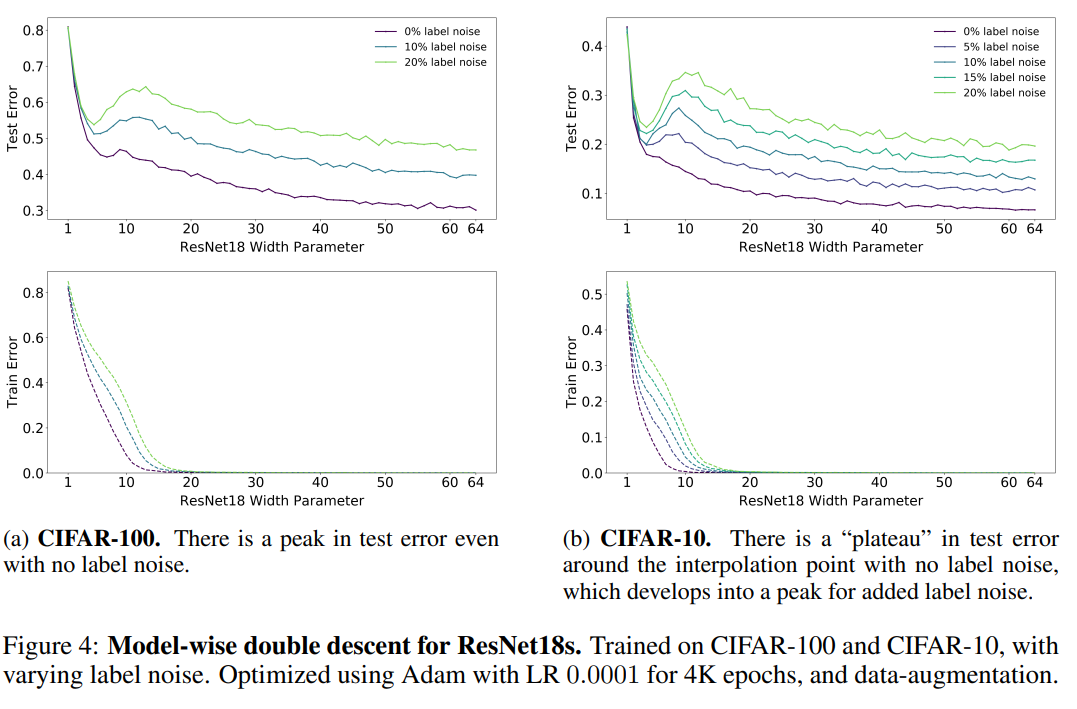 0.8
0.7
0.6
0.5
0.4
0.3
Test Error
0% label noise
10% label noise
20% label noise
1 10 20 30 40 50 60 64
ResNet18 Width Parameter
0.4
0.3
0.2
0.1
Test Error
0% label noise
5% label noise
10% label noise
15% label noise
20% label noise
1 10 20 30 40 50 60 64
ResNet18 Width Parameter
0.8
0.6
0.4
0.2
0.0
Train Error
1 10 20 30 40 50 60 64
ResNet18 Width Parameter
0.5
0.4
0.3
0.2
0.1
0.0
Train Error
1 10 20 30 40 50 60 64
ResNet18 Width Parameter
(a) CIFAR-100. There is a peak in test error even
with no label noise.
(b) CIFAR-10. There is a “plateau” in test error
around the interpolation point with no label noise,
which develops into a peak for added label noise.
Figure 4: Model-wise double descent for ResNet18s. Trained on CIFAR-100 and CIFAR-10, with
varying label noise. Optimized using Adam with LR 0.0001 for 4K epochs, and data-augmentation.